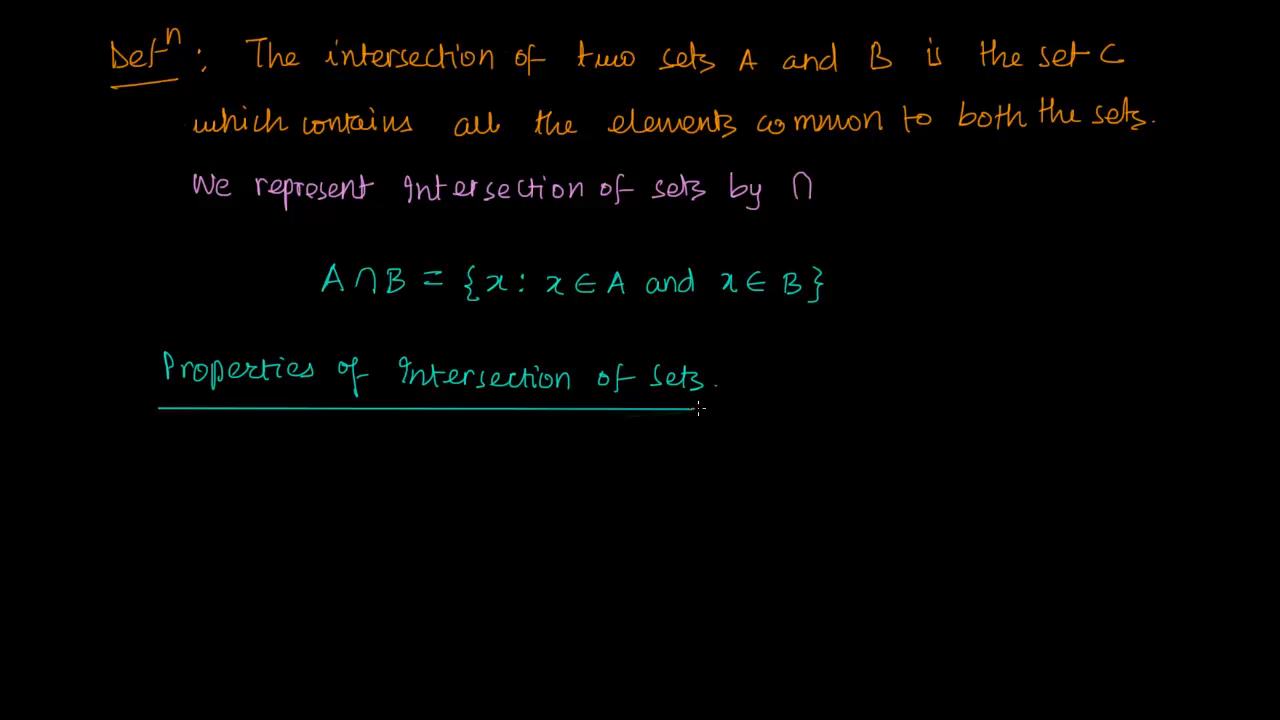 Defⁿ : The intersection of two sets A and B is the set C
which contains all the elements common to both the sets.
We represent Intersection of sets by ∩
A ∩ B = {x : x ∈ A and x ∈ B}
Properties of Intersection of sets.